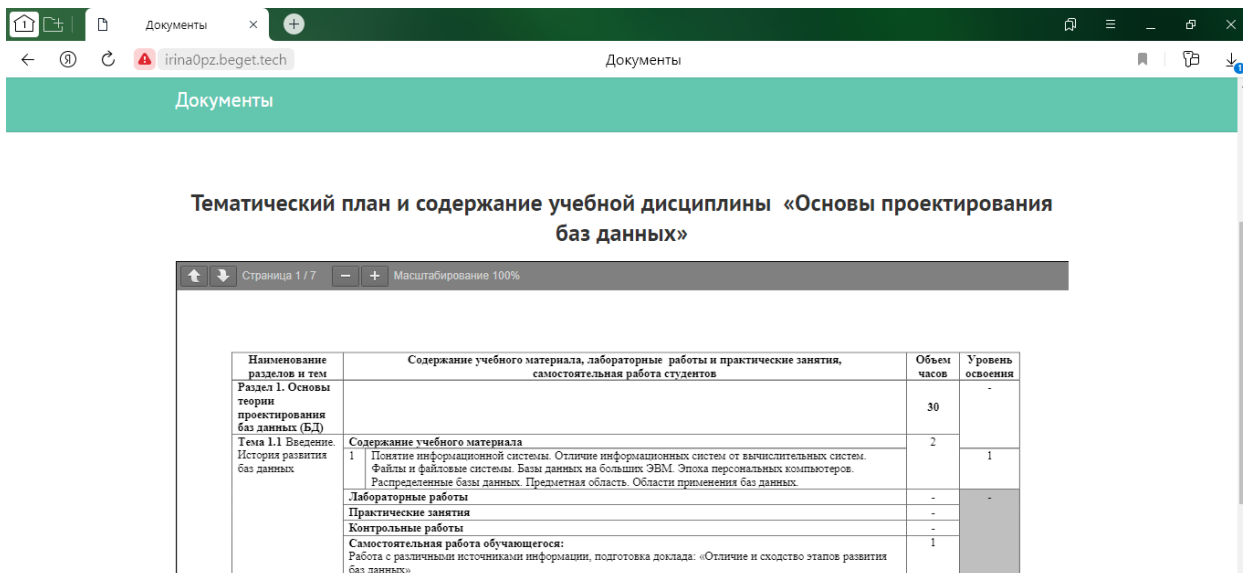 1
Документы
irina0pz.beget.tech
Документы
1
Документы
Тематический план и содержание учебной дисциплины «Основы проектирования
баз данных»
Страница 1 / 7
Масштабирование 100%
Наименование
разделов и тем
Содержание учебного материала, лабораторные работы и практические занятия,
самостоятельная работа студентов
Объем
часов
Уровень
освоения
Раздел 1. Основы
теории
проектирования
баз данных (БД)
30
-
Тема 1.1 Введение.
История развития
баз данных
Содержание учебного материала
2
1 Понятие информационной системы. Отличие информационных систем от вычислительных систем.
Файлы и файловые системы. Базы данных на больших ЭВМ. Эпоха персональных компьютеров.
Распределенные базы данных. Предметная область. Области применения баз данных.
1
Лабораторные работы
-
-
Практические занятия
-
Контрольные работы
-
Самостоятельная работа обучающегося:
1
Работа с различными источниками информации, подготовка доклада: «Отличие и сходство этапов развития
баз данных»